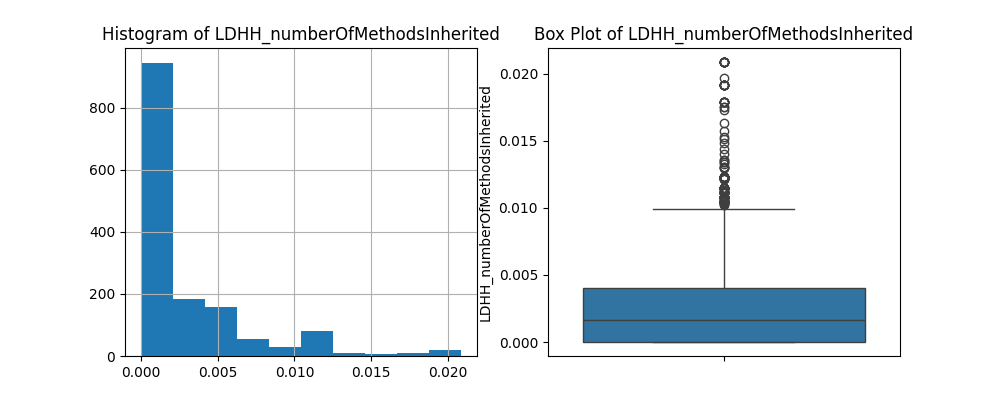 Histogram of LDHH_numberOfMethodsInherited
800
600
400
200
0
0.000 0.005 0.010 0.015 0.020
Box Plot of LDHH_numberOfMethodsInherited
LDHH_numberOfMethodsInherited
0.020
0.015
0.010
0.005
0.000